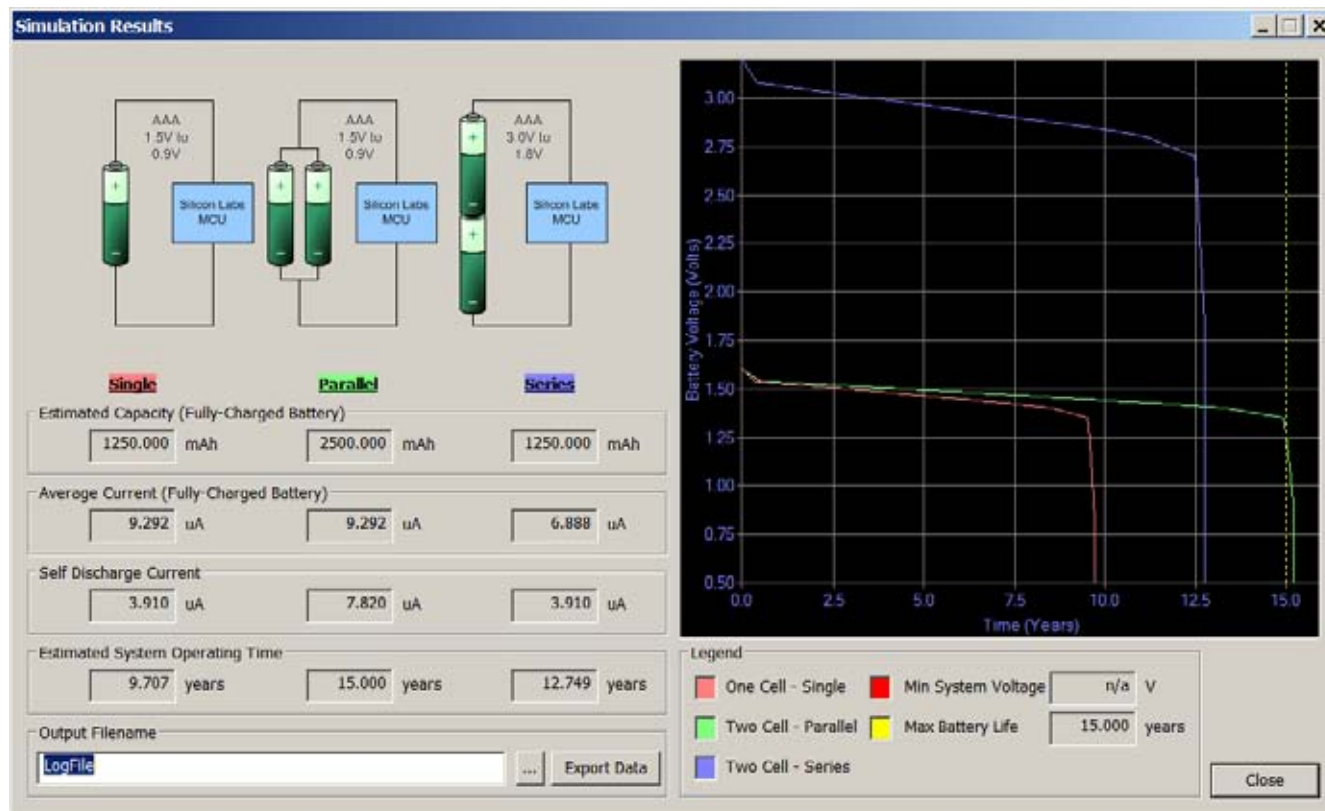 Simulation Results
AAA
1.5V to
0.9V
Silicon Labs
MCU
AAA
1.5V to
0.9V
Silicon Labs
MCU
AAA
3.0V to
1.8V
Silicon Labs
MCU
+
-
+
-
+
-
+
-
+
-
Single Parallel Series
Estimated Capacity (Fully-Charged Battery)
1250.000 mAh 2500.000 mAh 1250.000 mAh
Average Current (Fully-Charged Battery)
9.292 uA 9.292 uA 6.888 uA
Self Discharge Current
3.910 uA 7.820 uA 3.910 uA
Estimated System Operating Time
9.707 years 15.000 years 12.749 years
Output Filename
LogFile ... Export Data
Battery Voltage (Volts)
3.00
2.75
2.50
2.25
2.00
1.75
1.50
1.25
1.00
0.75
0.50
0.0 2.5 5.0 7.5 10.0 12.5 15.0
Time (Years)
Legend
One Cell - Single Min System Voltage n/a V
Two Cell - Parallel Max Battery Life 15.000 years
Two Cell - Series
Close